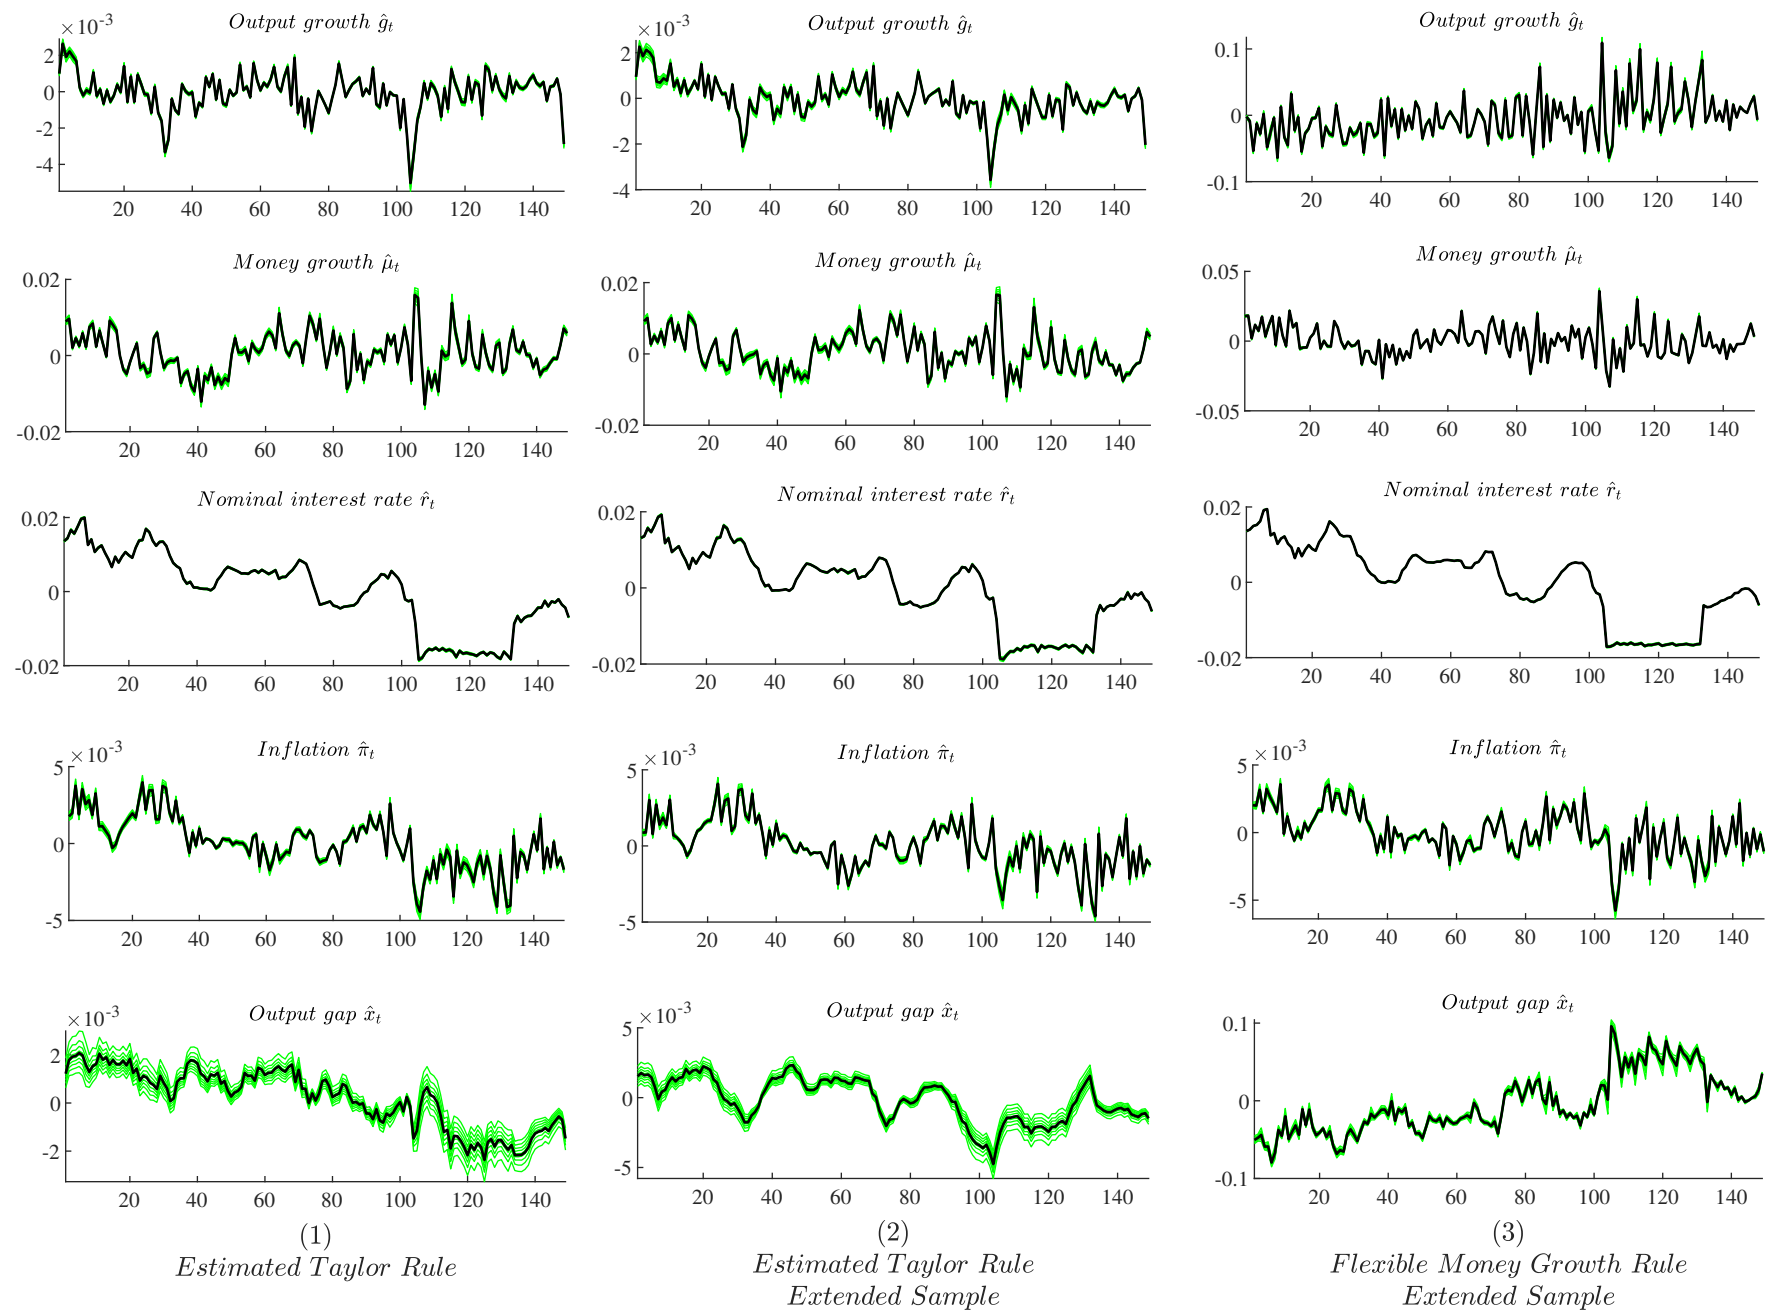 Output growth ĝt
×10-3
2
0
-2
-4
20 40 60 80 100 120 140
Output growth ĝt
×10-3
2
0
-2
-4
20 40 60 80 100 120 140
Output growth ĝt
0.1
0
-0.1
20 40 60 80 100 120 140
Money growth μ̂t
0.02
0
-0.02
20 40 60 80 100 120 140
Money growth μ̂t
0.02
0
-0.02
20 40 60 80 100 120 140
Money growth μ̂t
0.05
0
-0.05
20 40 60 80 100 120 140
Nominal interest rate r̂t
0.02
0
-0.02
20 40 60 80 100 120 140
Nominal interest rate r̂t
0.02
0
-0.02
20 40 60 80 100 120 140
Nominal interest rate r̂t
0.02
0
-0.02
20 40 60 80 100 120 140
Inflation π̂t
×10-3
5
0
-5
20 40 60 80 100 120 140
Inflation π̂t
×10-3
5
0
-5
20 40 60 80 100 120 140
Inflation π̂t
×10-3
5
0
-5
20 40 60 80 100 120 140
Output gap x̂t
×10-3
2
0
-2
20 40 60 80 100 120 140
(1)
Estimated Taylor Rule
Output gap x̂t
×10-3
5
0
-5
20 40 60 80 100 120 140
(2)
Estimated Taylor Rule
Extended Sample
Output gap x̂t
0.1
0
-0.1
20 40 60 80 100 120 140
(3)
Flexible Money Growth Rule
Extended Sample